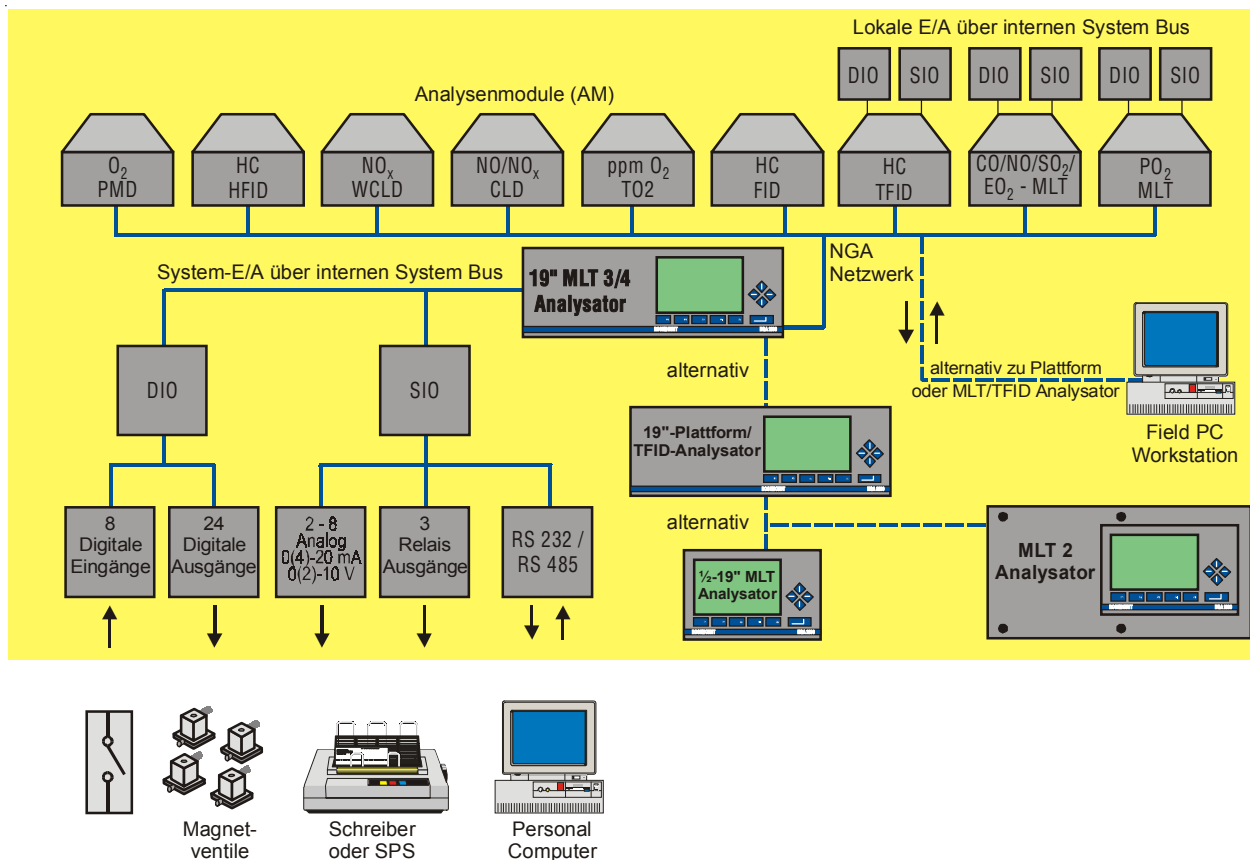 Lokale E/A über internen System Bus
DIO SIO DIO SIO DIO SIO
Analysenmodule (AM)
O₂
PMD
HC
HFID
NOₓ
WCLD
NO/NOₓ
CLD
ppm O₂
TO2
HC
FID
HC
TFID
CO/NO/SO₂/
EO₂ - MLT
PO₂
MLT
NGA
Netzwerk
System-E/A über internen System Bus
19" MLT 3/4
Analysator
alternativ
alternativ zu Plattform
oder MLT/TFID Analysator
Field PC
Workstation
DIO
SIO
19"-Plattform/
TFID-Analysator
alternativ
8
Digitale
Eingänge
24
Digitale
Ausgänge
2 - 8
Analog
0(4)-20 mA
0(2)-10 V
3
Relais
Ausgänge
RS 232 /
RS 485
½-19" MLT
Analysator
MLT 2
Analysator
Magnet-
ventile
Schreiber
oder SPS
Personal
Computer